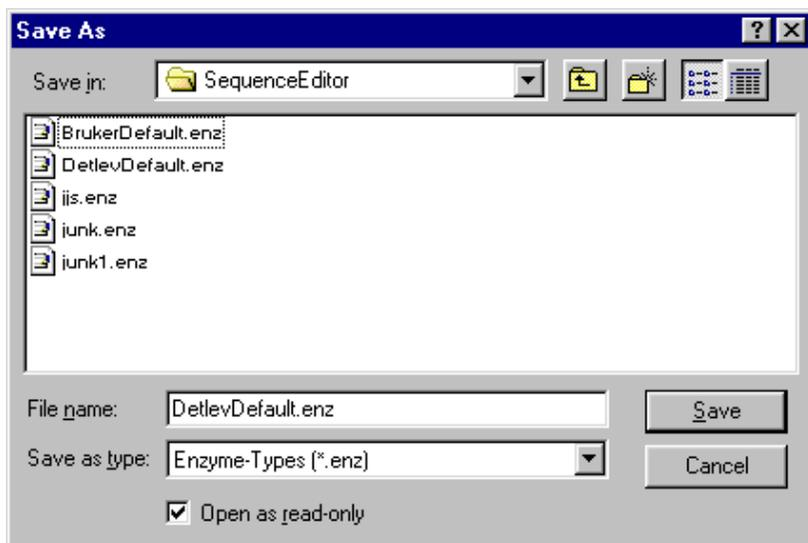 Save As
Save in: SequenceEditor
BrukerDefault.enz
DetlevDefault.enz
jjs.enz
junk.enz
junk1.enz
File name: DetlevDefault.enz Save
Save as type: Enzyme-Types (*.enz) Cancel
Open as read-only